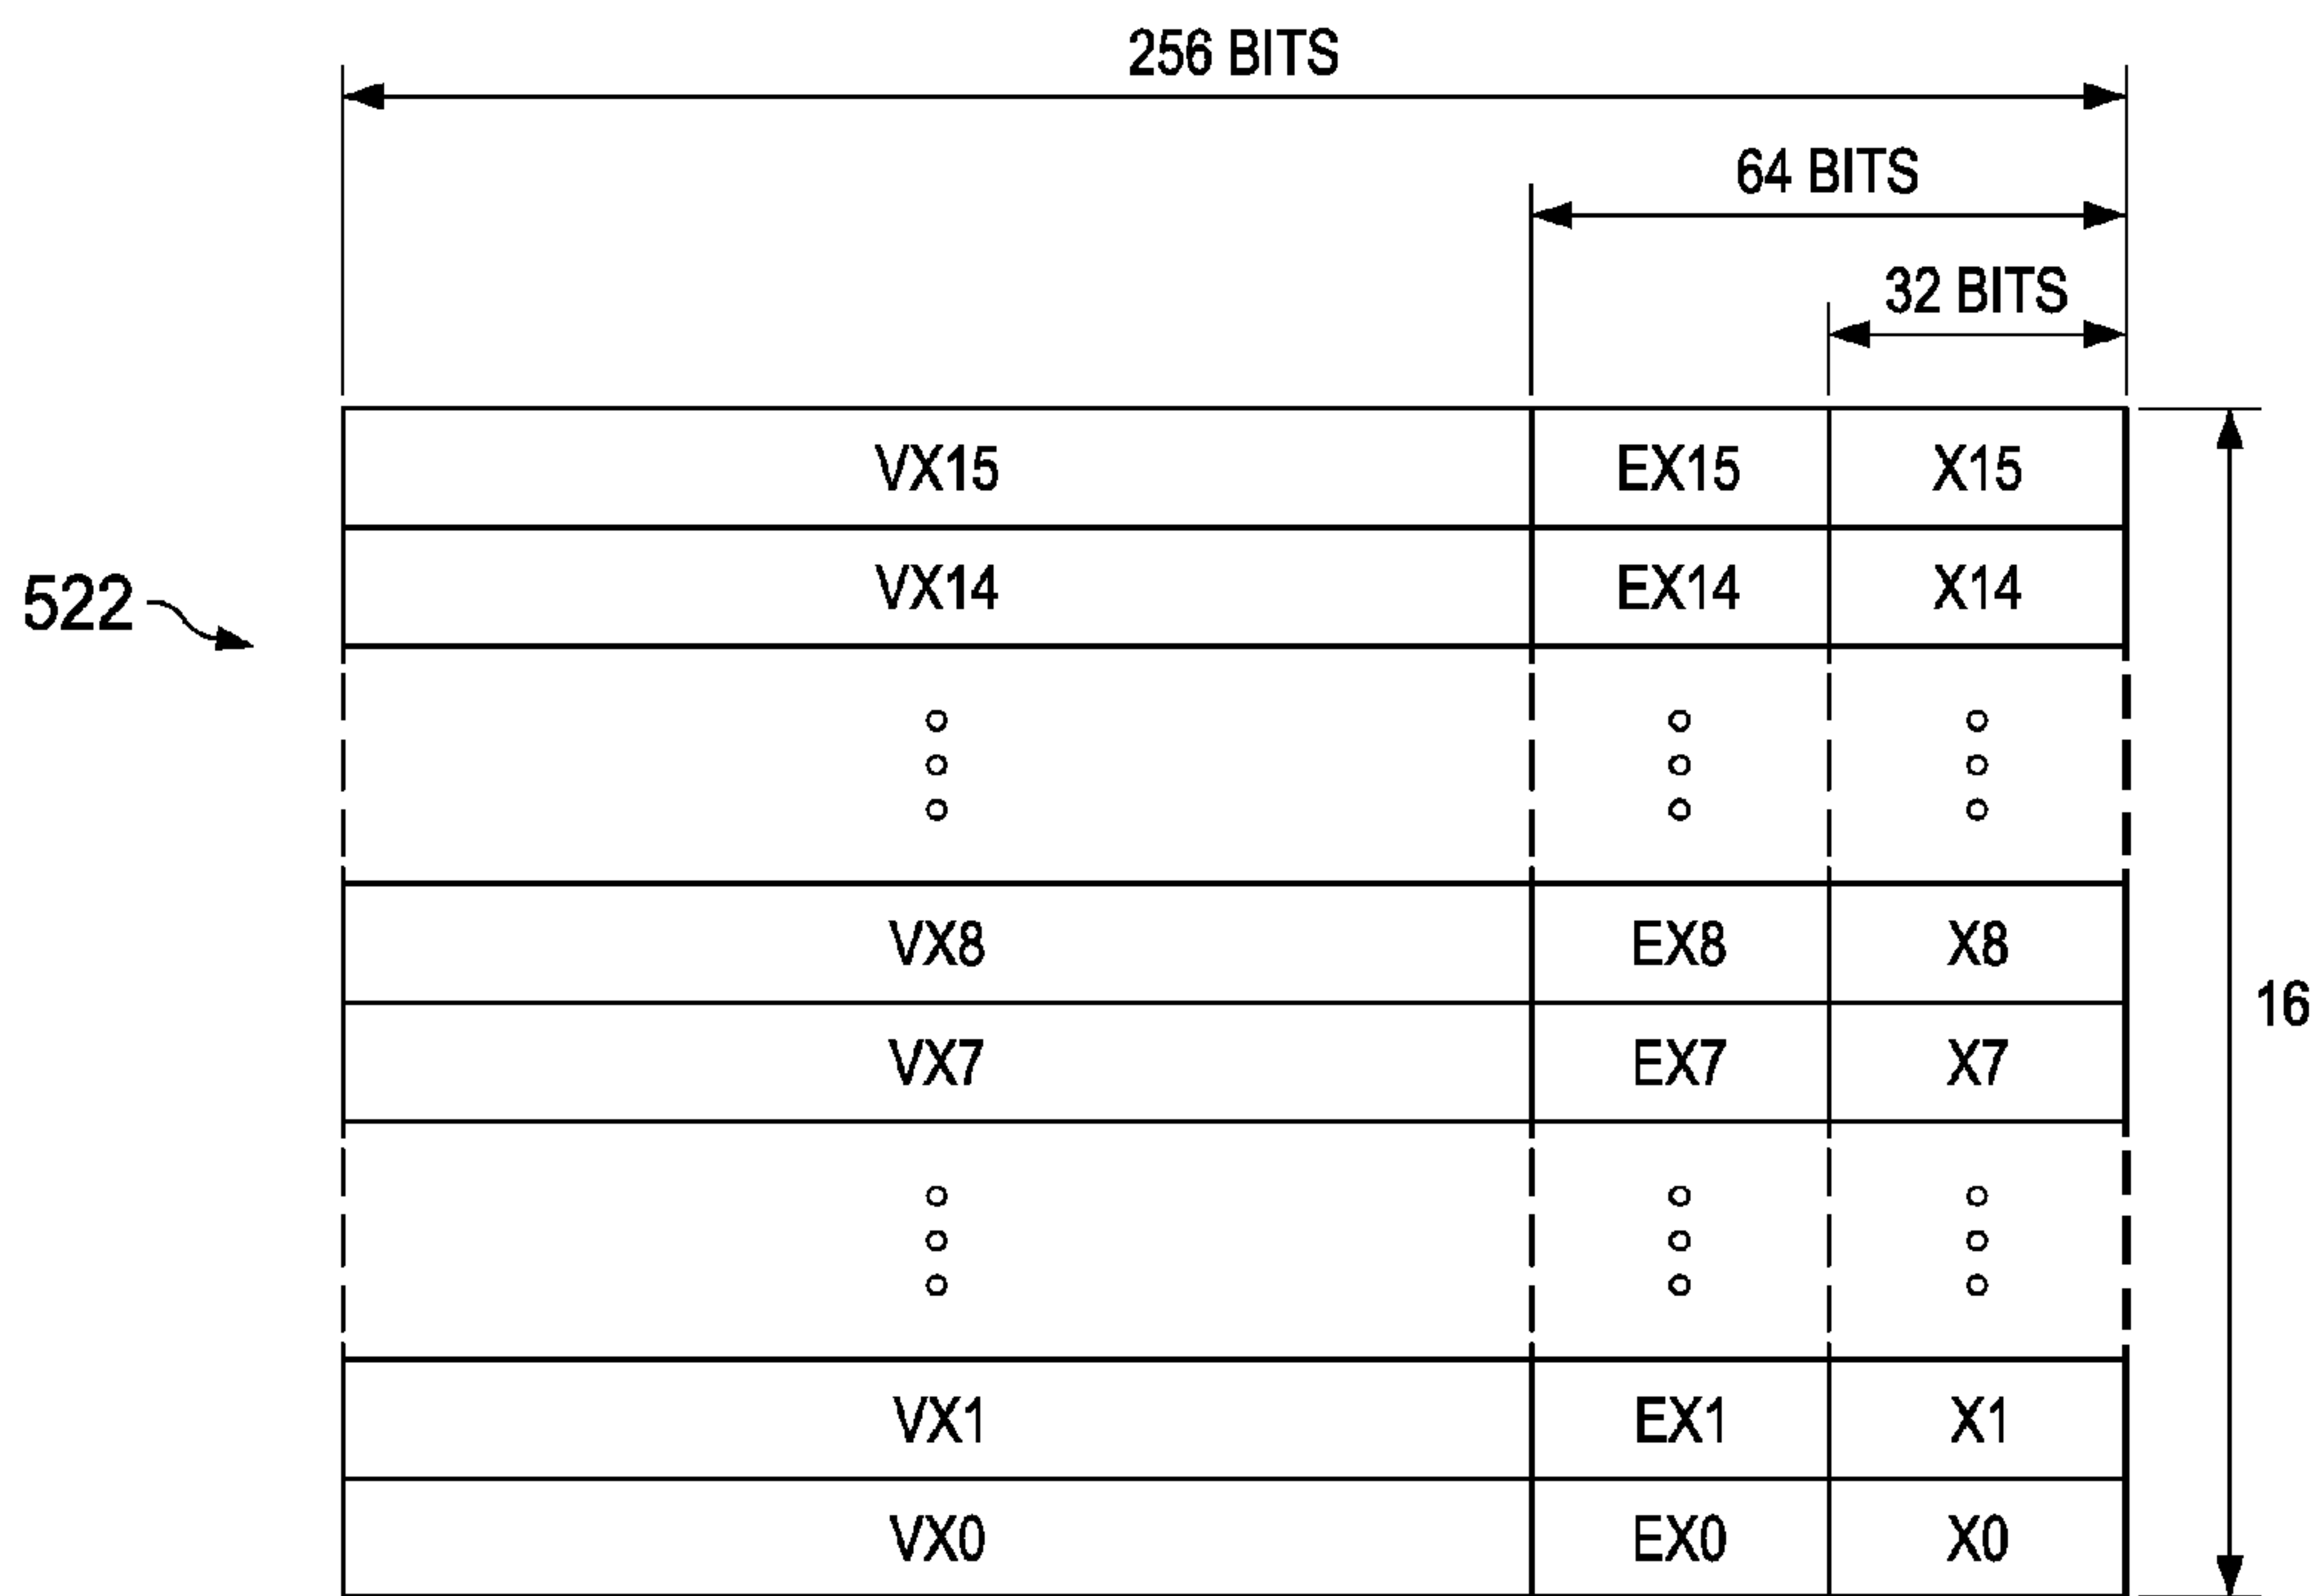 256 BITS
64 BITS
32 BITS
VX15 EX15 X15
VX14 EX14 X14
522
VX8 EX8 X8
16
VX7 EX7 X7
VX1 EX1 X1
VX0 EX0 X0